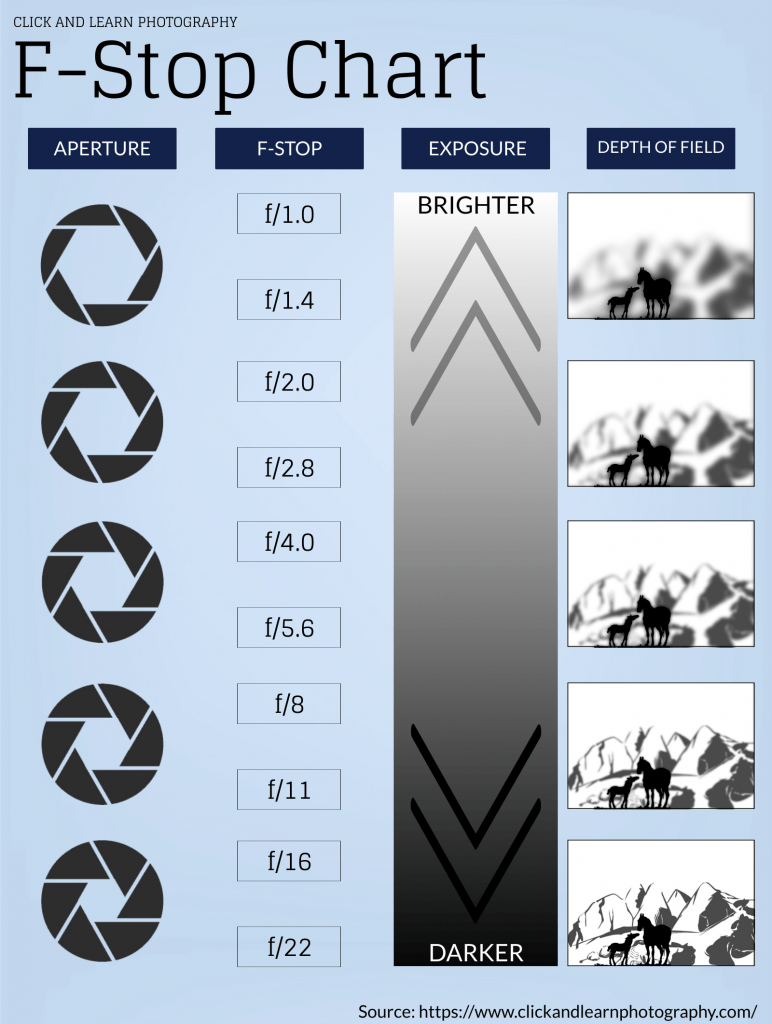 CLICK AND LEARN PHOTOGRAPHY
F-Stop Chart
APERTURE
F-STOP
EXPOSURE
DEPTH OF FIELD
f/1.0
f/1.4
f/2.0
f/2.8
f/4.0
f/5.6
f/8
f/11
f/16
f/22
BRIGHTER
DARKER
Source: https://www.clickandlearnphotography.com/